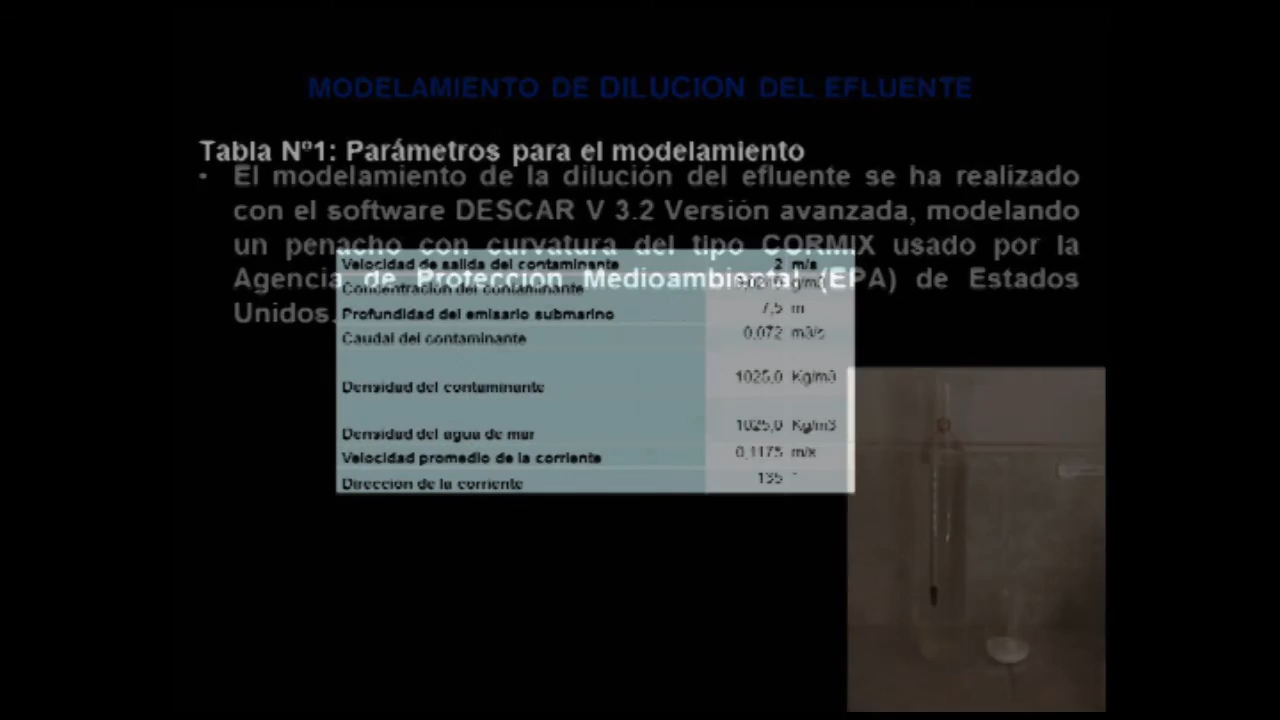 MODELAMIENTO DE DILUCION DEL EFLUENTE
Tabla Nº1: Parámetros para el modelamiento
• El modelamiento de la dilución del efluente se ha realizado
con el software DESCAR V 3.2 Versión avanzada, modelando
un penacho con curvatura del tipo CORMIX usado por la
Agencia de Protección Medioambiental (EPA) de Estados
Unidos.
Velocidad de salida del contaminante 2 m/s
Concentración del contaminante g/m3
Profundidad del emisario submarino 7,5 m
Caudal del contaminante 0,072 m3/s
Densidad del contaminante 1025,0 Kg/m3
Densidad del agua de mar 1025,0 Kg/m3
Velocidad promedio de la corriente 0,1175 m/s
Dirección de la corriente 135 °